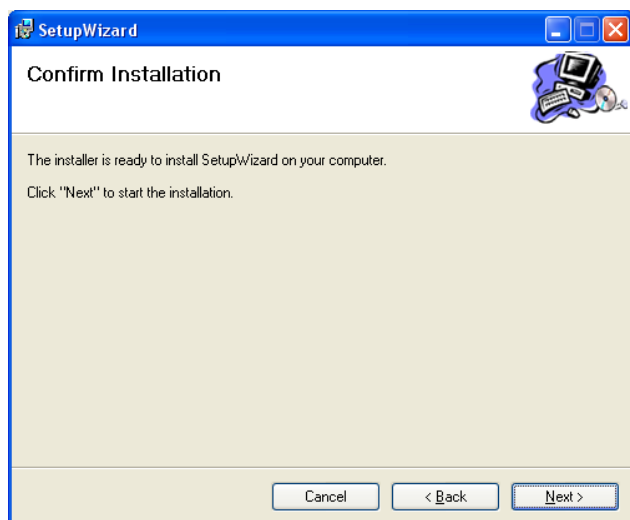 SetupWizard
Confirm Installation
The installer is ready to install SetupWizard on your computer.
Click "Next" to start the installation.
Cancel
< Back
Next >